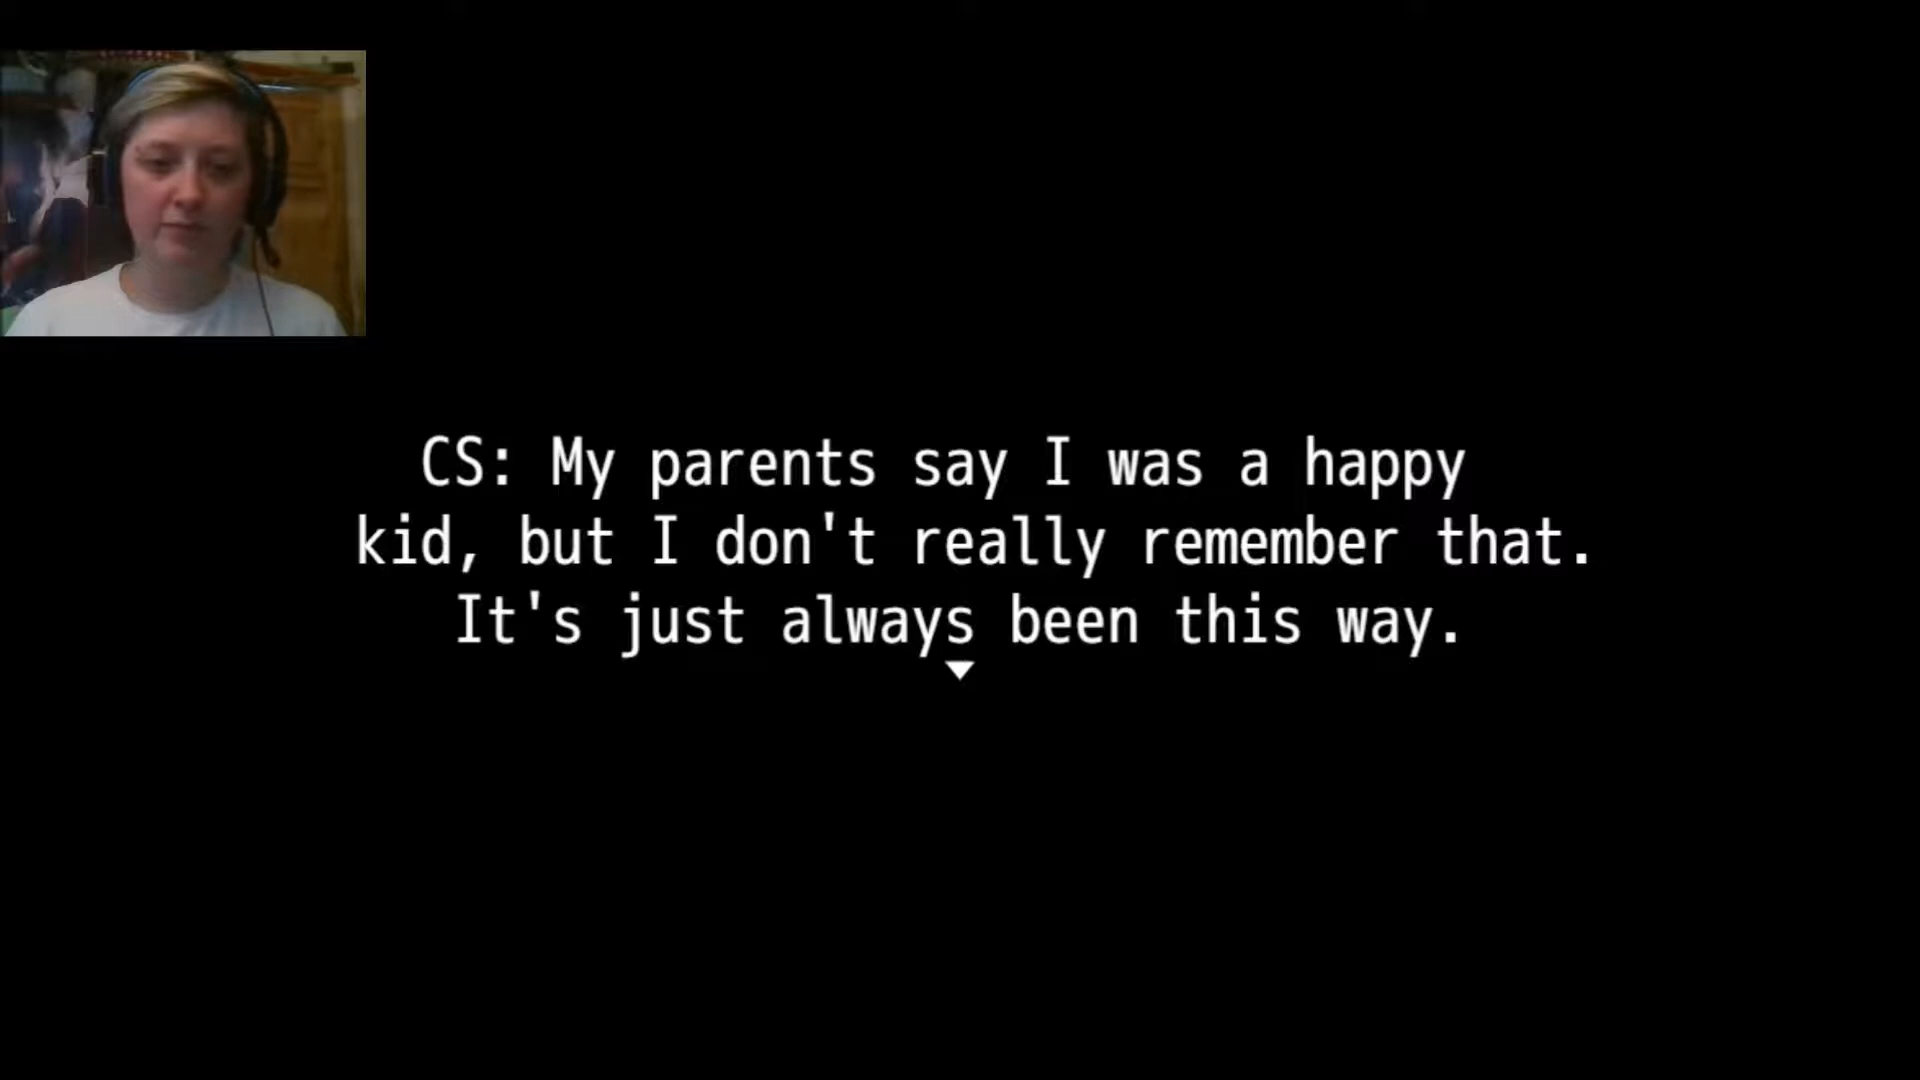 CS: My parents say I was a happy
kid, but I don't really remember that.
It's just always been this way.